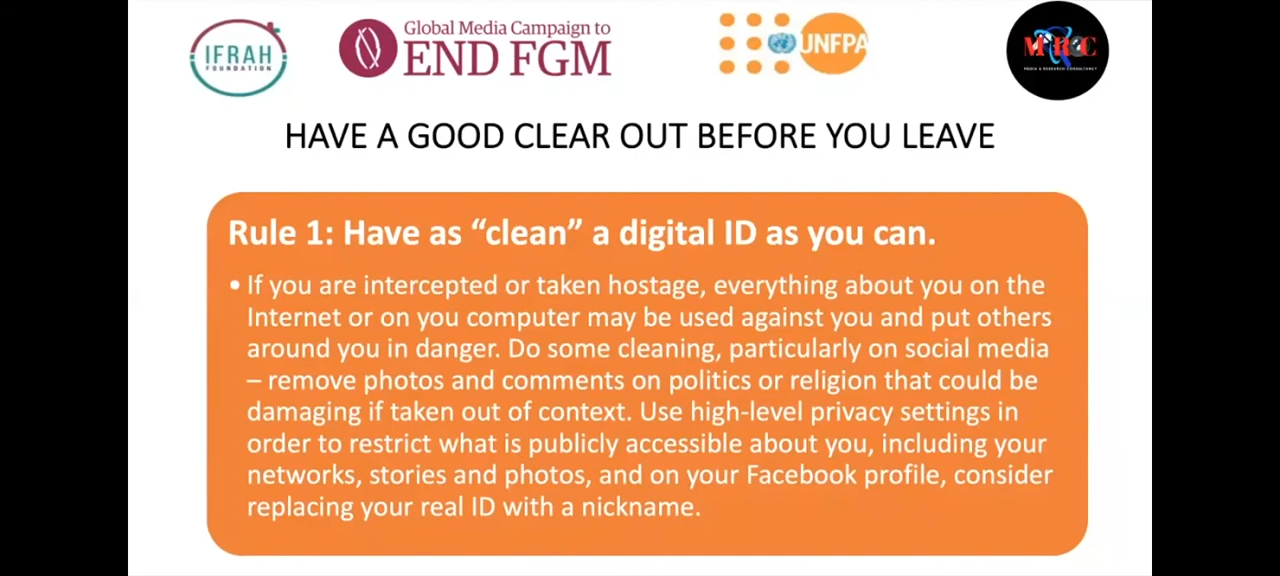 IFRAH
FOUNDATION
Global Media Campaign to
END FGM
UNFPA
MEDIA & RESEARCH CONSULTANCY
HAVE A GOOD CLEAR OUT BEFORE YOU LEAVE
Rule 1: Have as “clean” a digital ID as you can.
• If you are intercepted or taken hostage, everything about you on the
Internet or on you computer may be used against you and put others
around you in danger. Do some cleaning, particularly on social media
– remove photos and comments on politics or religion that could be
damaging if taken out of context. Use high-level privacy settings in
order to restrict what is publicly accessible about you, including your
networks, stories and photos, and on your Facebook profile, consider
replacing your real ID with a nickname.